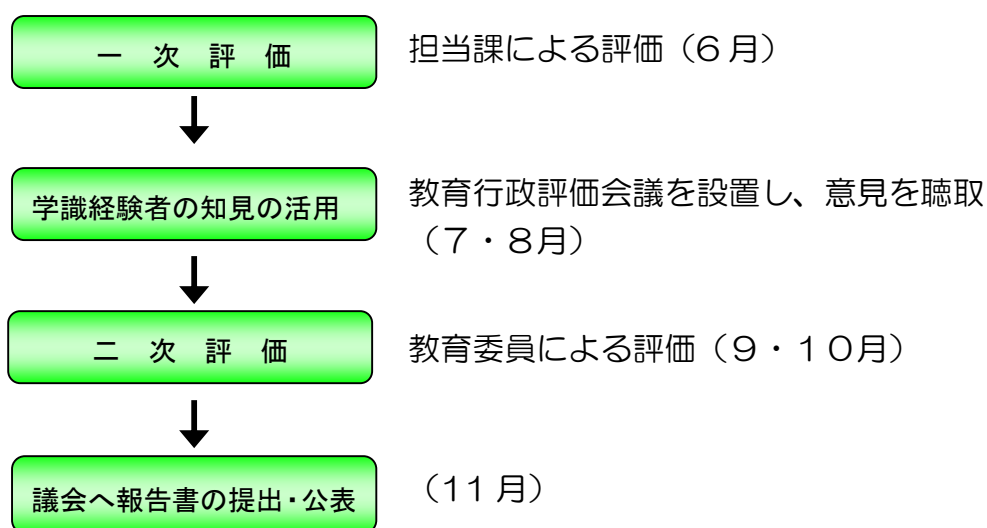 一 次 評 価
担当課による評価（6月）
学識経験者の知見の活用
教育行政評価会議を設置し、意見を聴取
（７・８月）
二 次 評 価
教育委員による評価（９・１０月）
議会へ報告書の提出・公表
（11月）